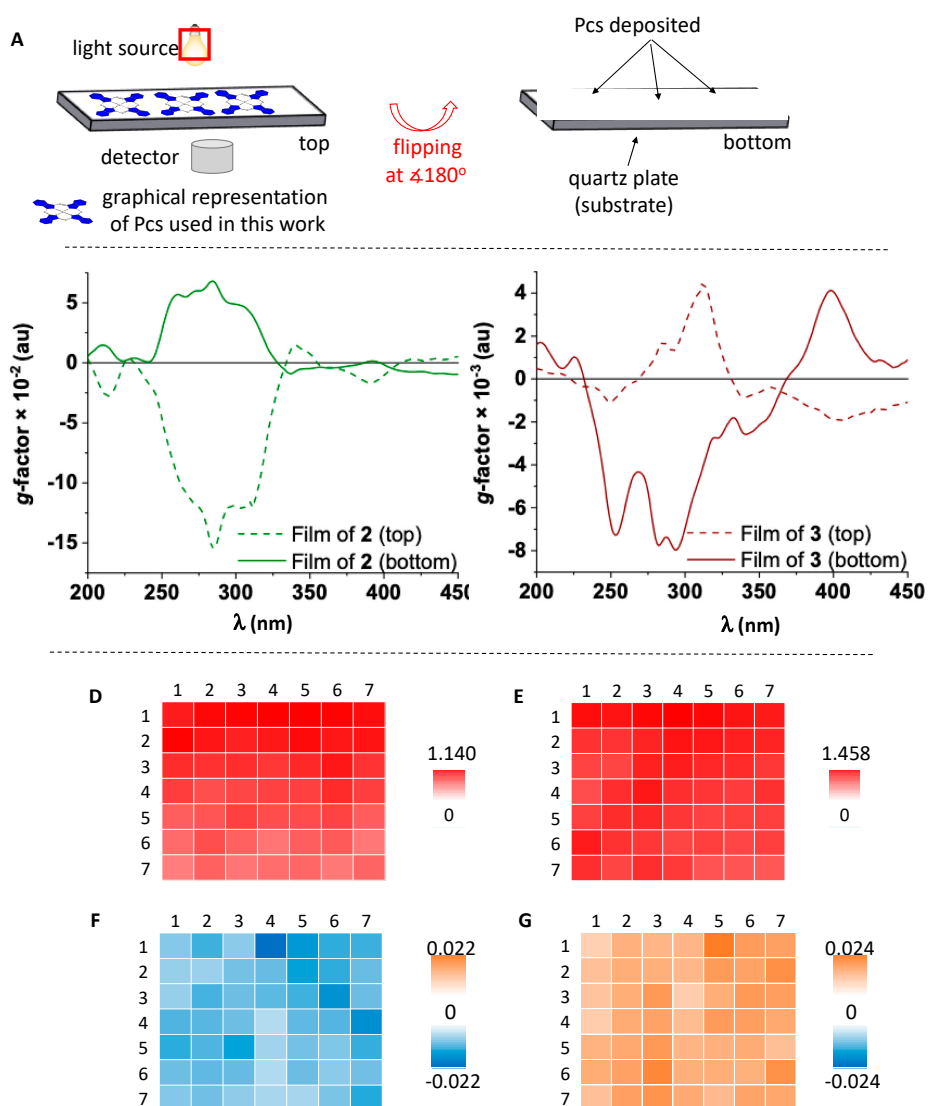 A
light source
top
detector
graphical representation
of Pcs used in this work
flipping
at ∡180º
Pcs deposited
bottom
quartz plate
(substrate)
g-factor × 10-2 (au)
5
0
-5
-10
-15
Film of 2 (top)
Film of 2 (bottom)
200 250 300 350 400 450
λ (nm)
g-factor × 10-3 (au)
4
2
0
-2
-4
-6
-8
Film of 3 (top)
Film of 3 (bottom)
200 250 300 350 400 450
λ (nm)
D
1 2 3 4 5 6 7
1
2
3
4
5
6
7
1.140
0
E
1 2 3 4 5 6 7
1
2
3
4
5
6
7
1.458
0
F
1 2 3 4 5 6 7
1
2
3
4
5
6
7
0.022
0
-0.022
G
1 2 3 4 5 6 7
1
2
3
4
5
6
7
0.024
0
-0.024